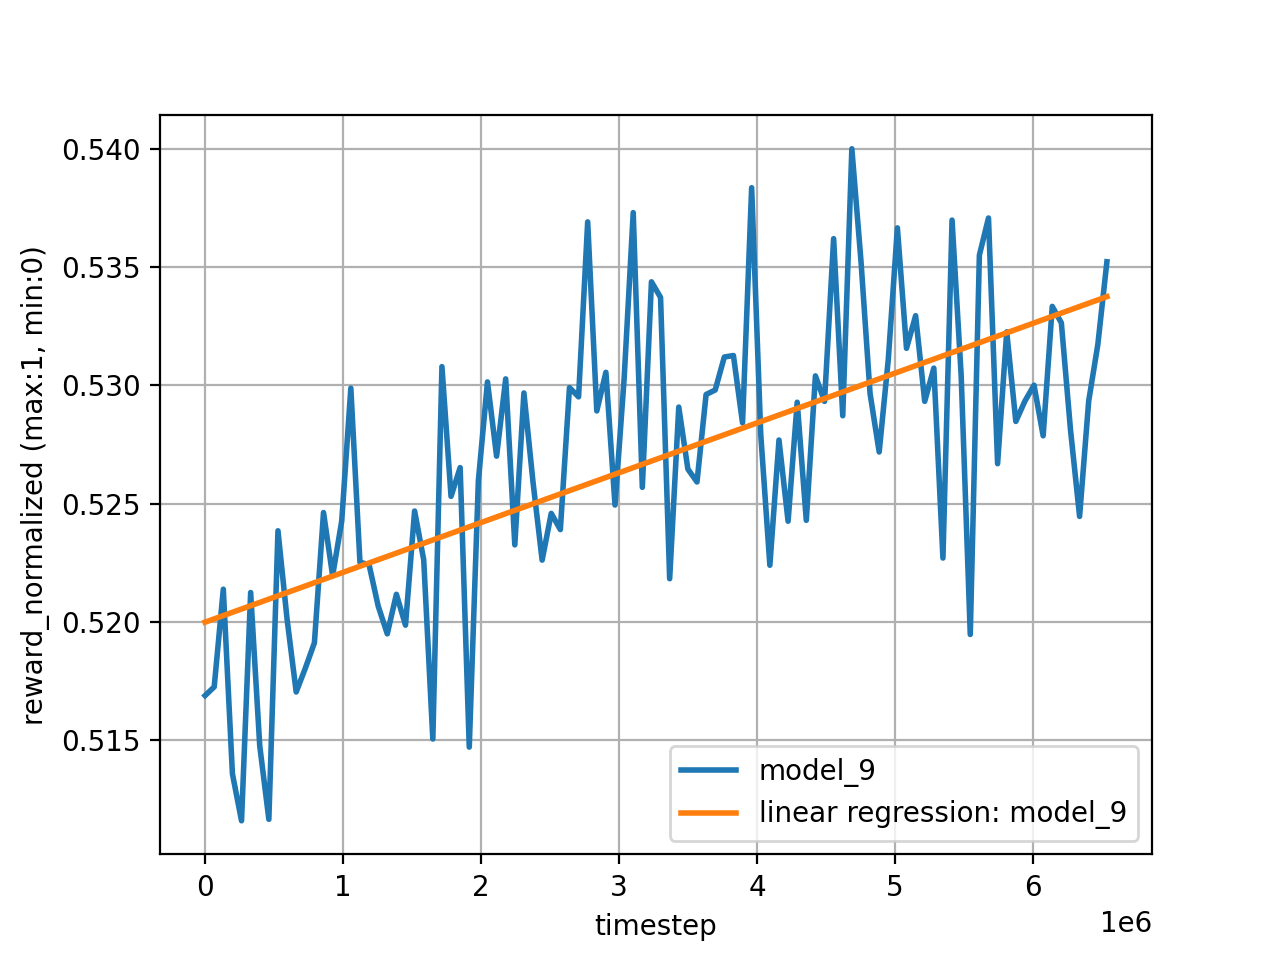 reward_normalized (max:1, min:0)
0.540
0.535
0.530
0.525
0.520
0.515
model_9
linear regression: model_9
0 1 2 3 4 5 6
1e6
timestep